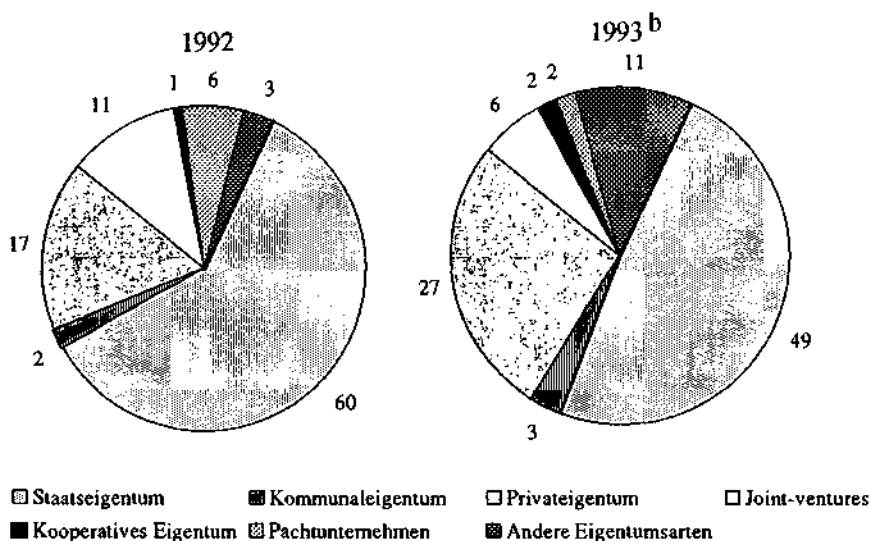 1992
1993 b
1 6 3
11
17
2
60
2 2 11
6
27
3
49
Staatseigentum Kommunaleigentum Privateigentum Joint-ventures
Kooperatives Eigentum Pachtunternehmen Andere Eigentumsarten